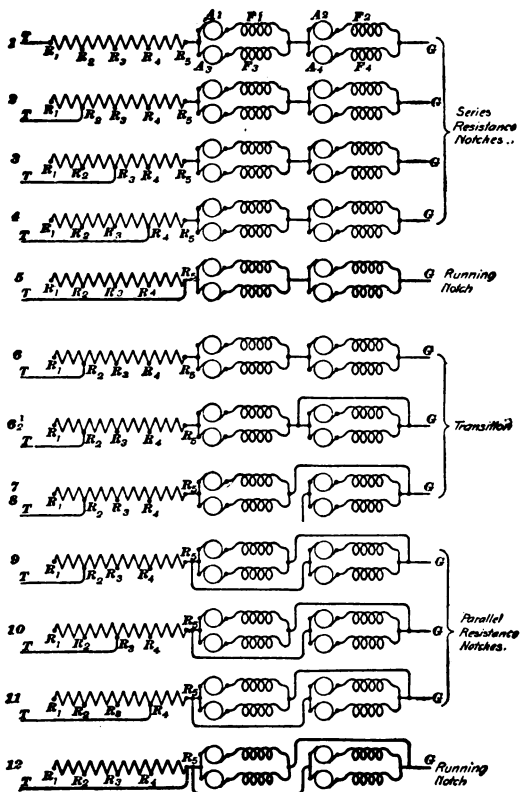 A1 F1 A2 F2
1 T G
R1 R2 R3 R4 R5 A3 F3 A4 F4
2 G
T R1 R2 R3 R4 R5
Series
Resistance
Notches..
3 G
T R1 R2 R3 R4 R5
4 G
T R1 R2 R3 R4 R5
5 R5 G Running
Notch
T R1 R2 R3 R4
6 G
T R1 R2 R3 R4 R5
6 1/2 G Transition
T R1 R2 R3 R4 R5
7 R5 G
8 R1 R2 R3 R4
T
9 R5 G
T R1 R2 R3 R4
10 R5 G
T R1 R2 R3 R4
Parallel
Resistance
Notches.
11 R5 G
T R1 R2 R3 R4
12 R5 G
Running
Notch
T R1 R2 R3 R4